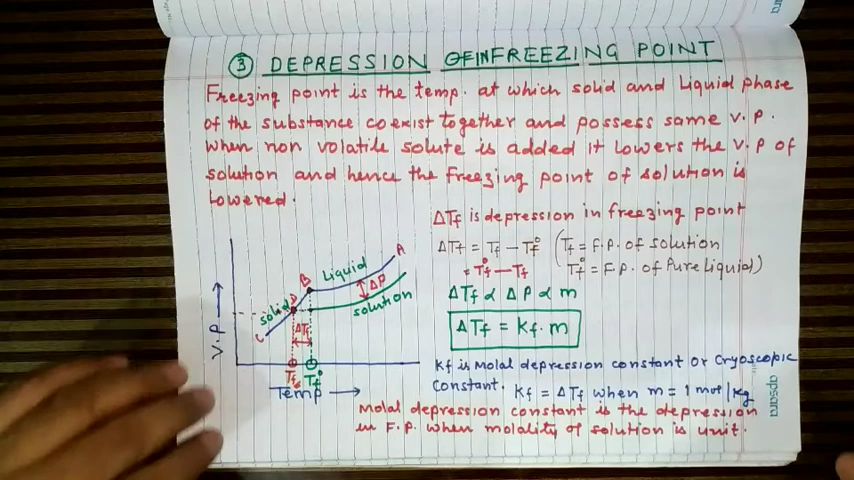 ③ DEPRESSION OFINFREEZING POINT
Freezing point is the temp. at which solid and Liquid phase
of the substance coexist together and possess same v.p.
when non volatile solute is added it lowers the v.p of
solution and hence the freezing point of solution is
lowered.
ΔTf is depression in freezing point
ΔTf = Tf - Tf° (Tf = F.P. of solution
= Tf° - Tf Tf° = F.P. of Pure liquid)
ΔTf α ΔP α m
ΔTf = Kf. m
Kf is Molal depression constant or Cryoscopic
constant. Kf = ΔTf when m = 1 mol/kg
Molal depression constant is the depression
in F.P. when molality of solution is unit.
A
B
Liquid
ΔP
solid
D
solution
C
ΔTf
V.P →
Tf Tf°
Temp →
apsara